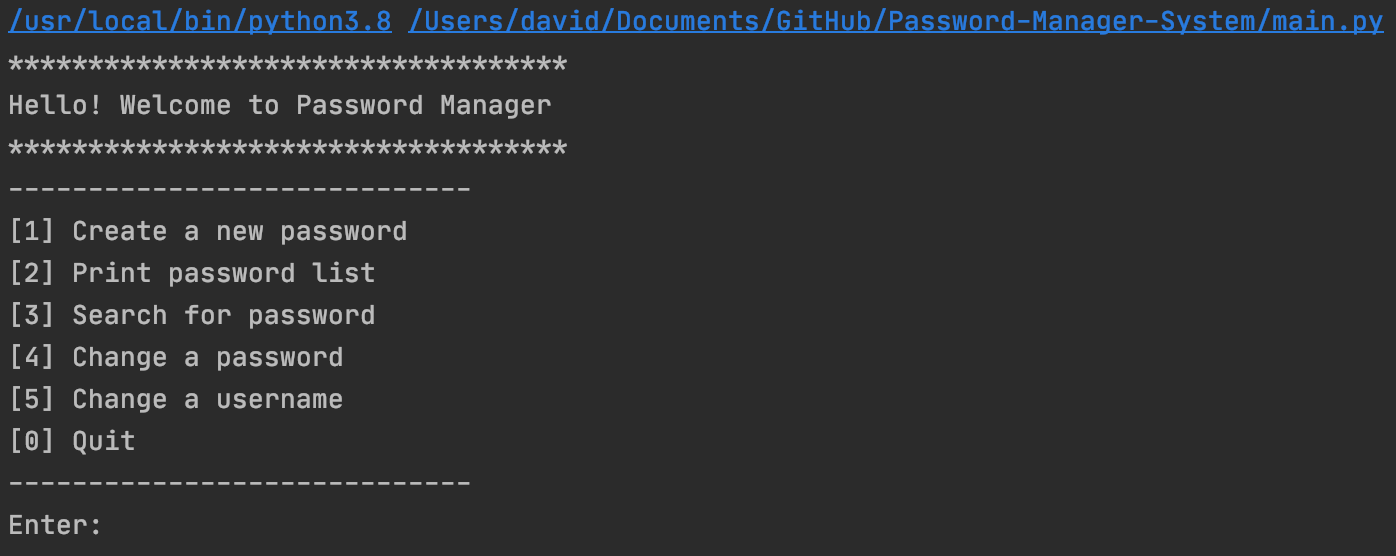 /usr/local/bin/python3.8 /Users/david/Documents/GitHub/Password-Manager-System/main.py
***********************************
Hello! Welcome to Password Manager
***********************************
-----------------------------
[1] Create a new password
[2] Print password list
[3] Search for password
[4] Change a password
[5] Change a username
[0] Quit
-----------------------------
Enter: